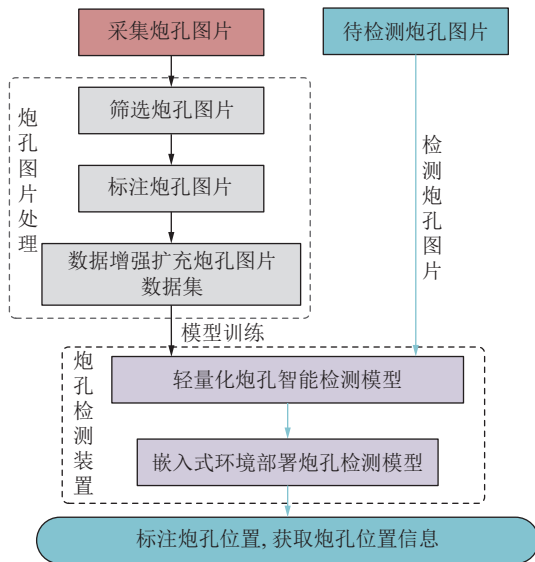 采集炮孔图片
待检测炮孔图片
炮孔图片处理
筛选炮孔图片
标注炮孔图片
数据增强扩充炮孔图片
数据集
检测炮孔图片
模型训练
炮孔检测装置
轻量化炮孔智能检测模型
嵌入式环境部署炮孔检测模型
标注炮孔位置, 获取炮孔位置信息